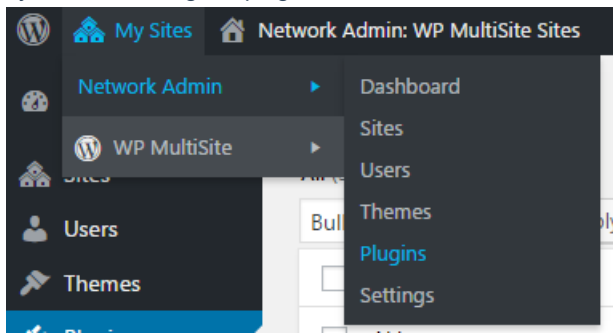 My Sites Network Admin: WP MultiSite Sites
Network Admin
Dashboard
Sites
WP MultiSite
Users
Themes
Plugins
Settings
Users
Bul
Themes